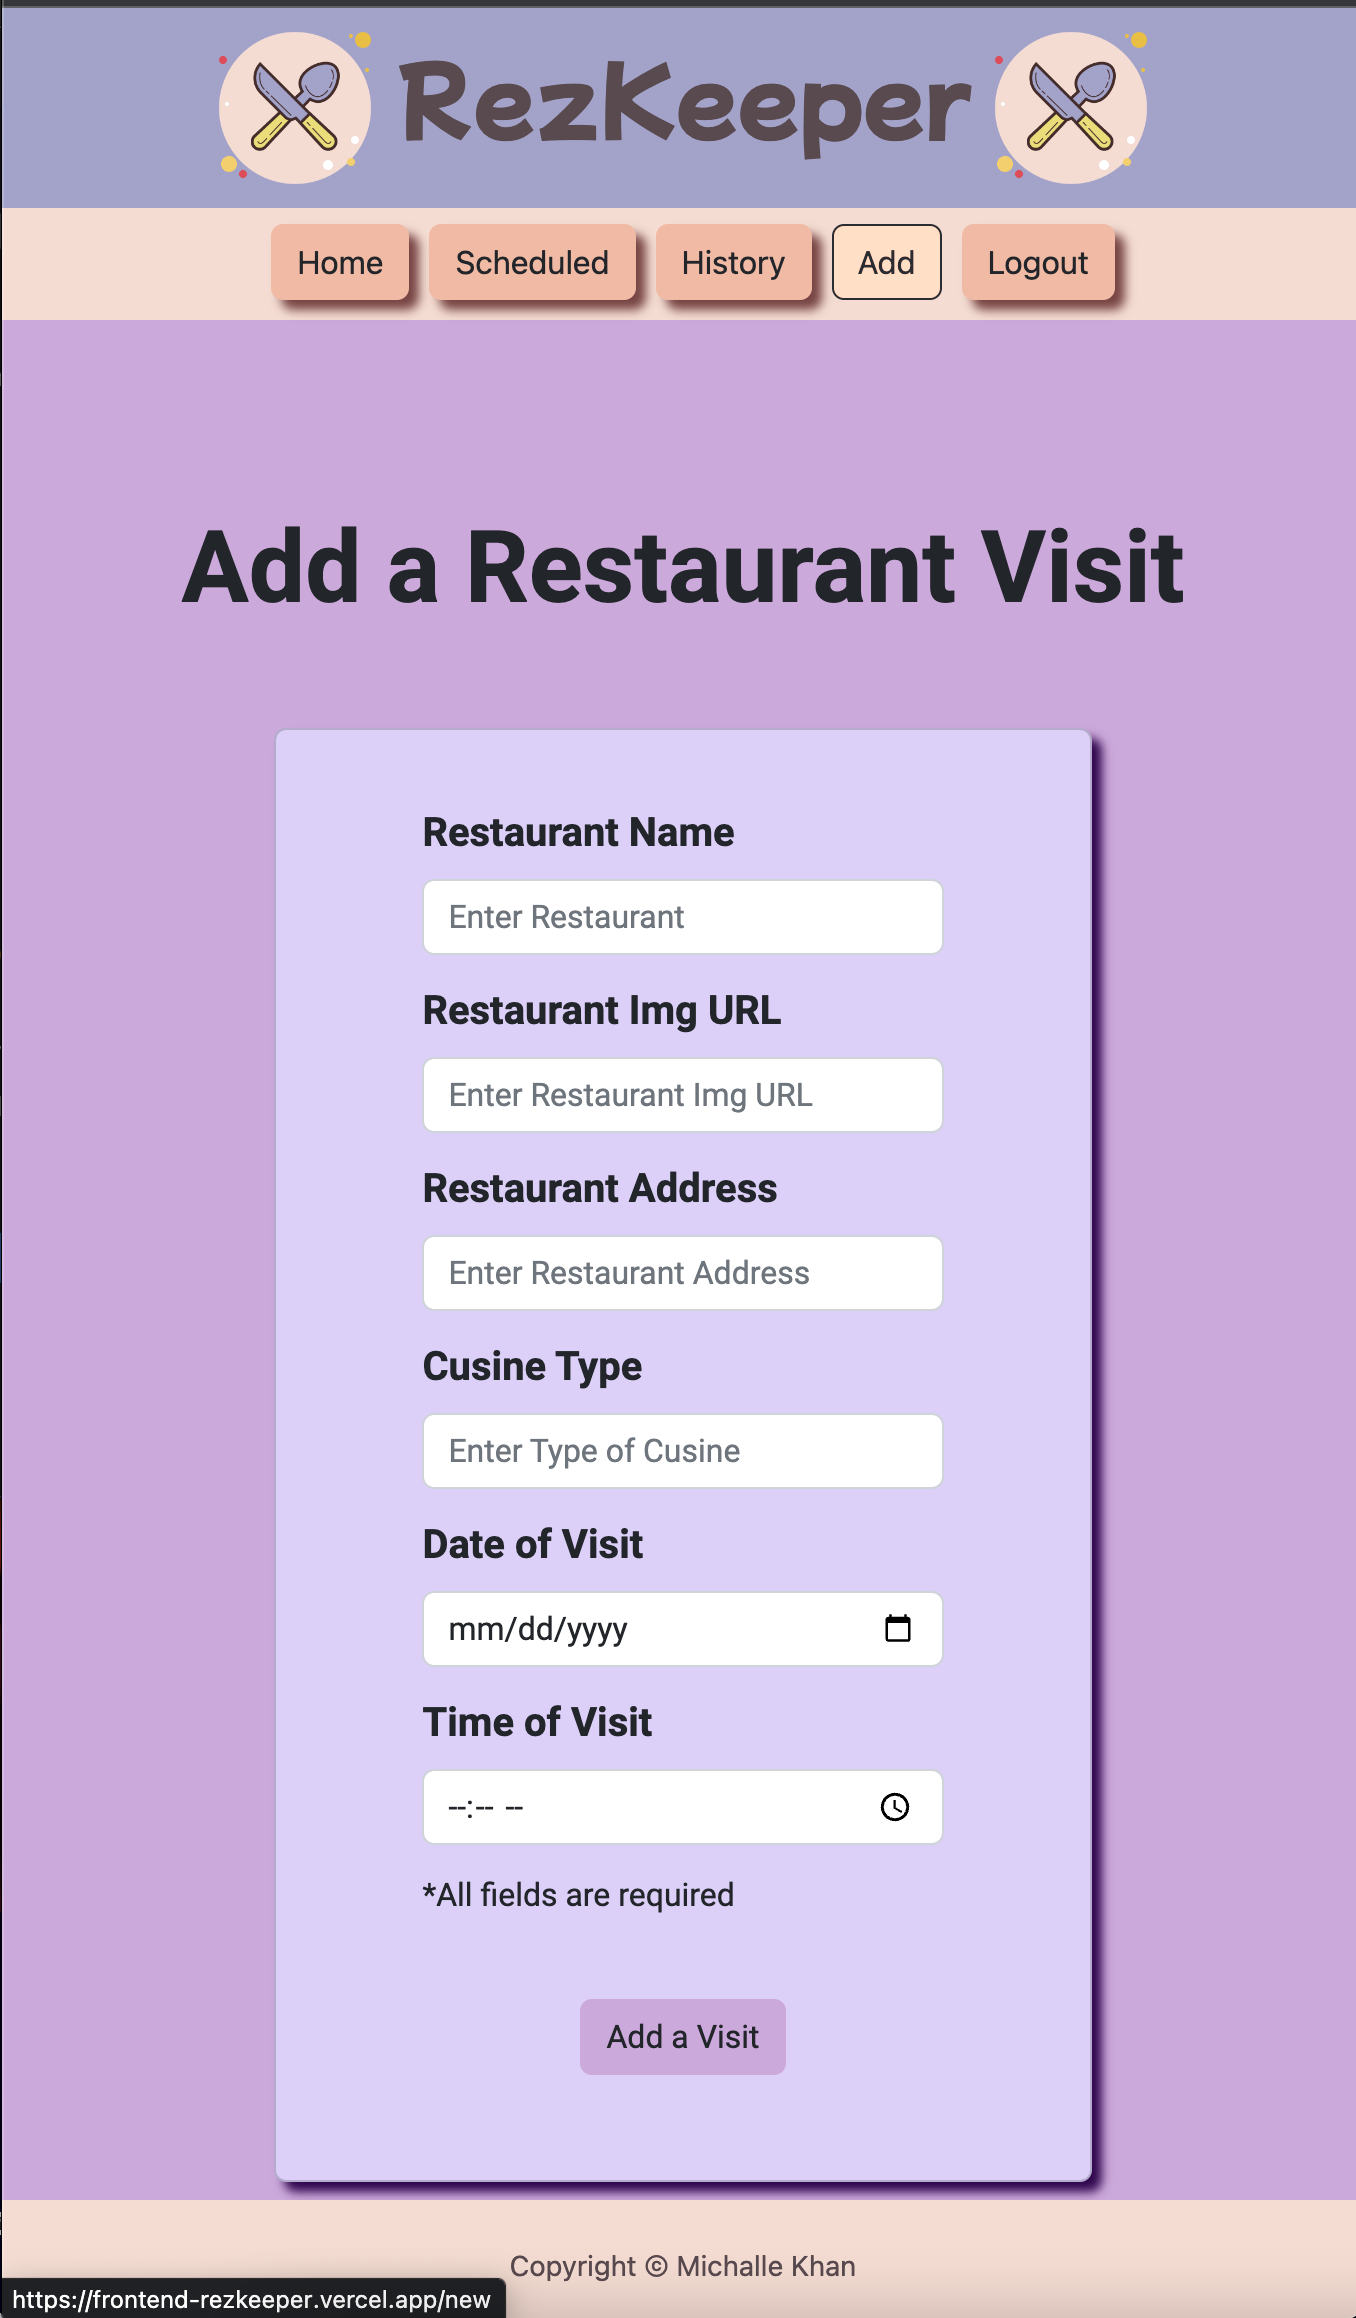 RezKeeper
Home Scheduled History Add Logout
Add a Restaurant Visit
Restaurant Name
Enter Restaurant
Restaurant Img URL
Enter Restaurant Img URL
Restaurant Address
Enter Restaurant Address
Cusine Type
Enter Type of Cusine
Date of Visit
mm/dd/yyyy
Time of Visit
--:-- --
*All fields are required
Add a Visit
Copyright © Michalle Khan
https://frontend-rezkeeper.vercel.app/new